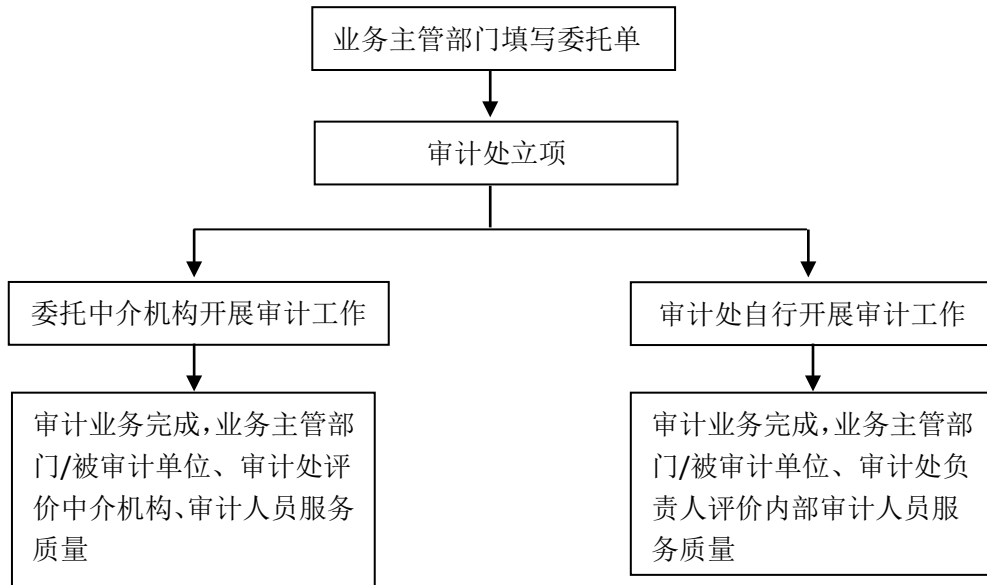 业务主管部门填写委托单
审计处立项
委托中介机构开展审计工作
审计处自行开展审计工作
审计业务完成,业务主管部
门/被审计单位、审计处评
价中介机构、审计人员服务
质量
审计业务完成,业务主管部
门/被审计单位、审计处负
责人评价内部审计人员服
务质量